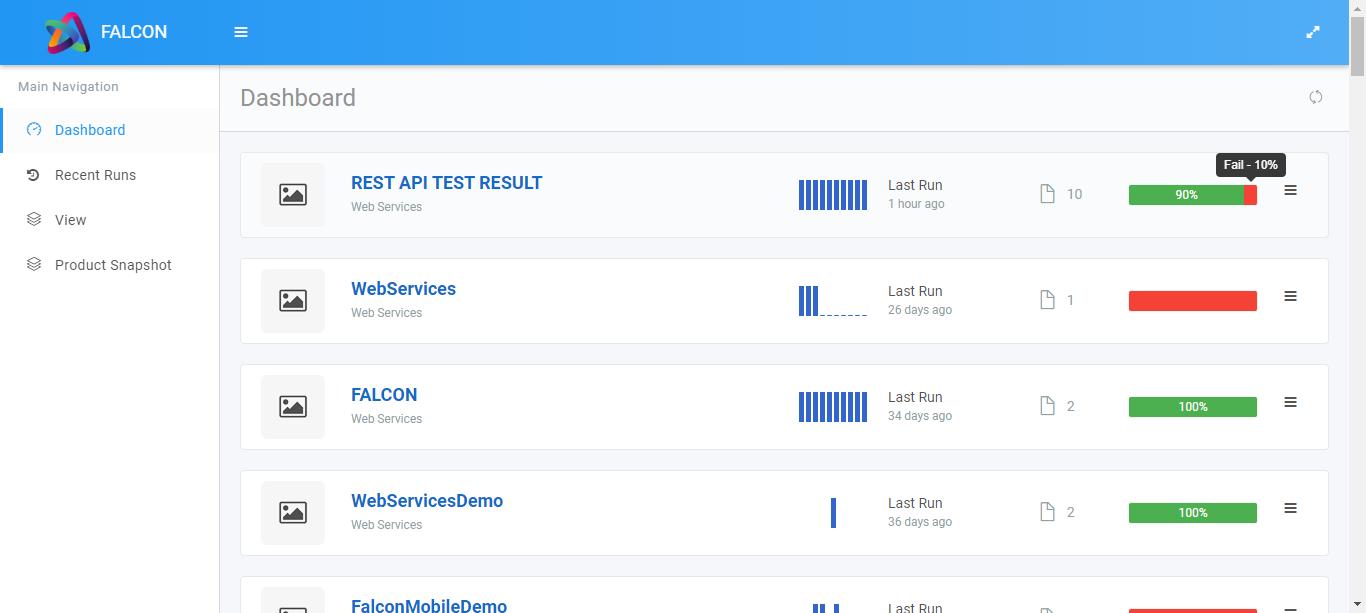 FALCON
Main Navigation
Dashboard
Recent Runs
View
Product Snapshot
Dashboard
Fail - 10%
REST API TEST RESULT
Web Services
Last Run
1 hour ago
10
90%
WebServices
Web Services
Last Run
26 days ago
1
FALCON
Web Services
Last Run
34 days ago
2
100%
WebServicesDemo
Web Services
Last Run
36 days ago
2
100%
FalconMobileDemo
Last Run